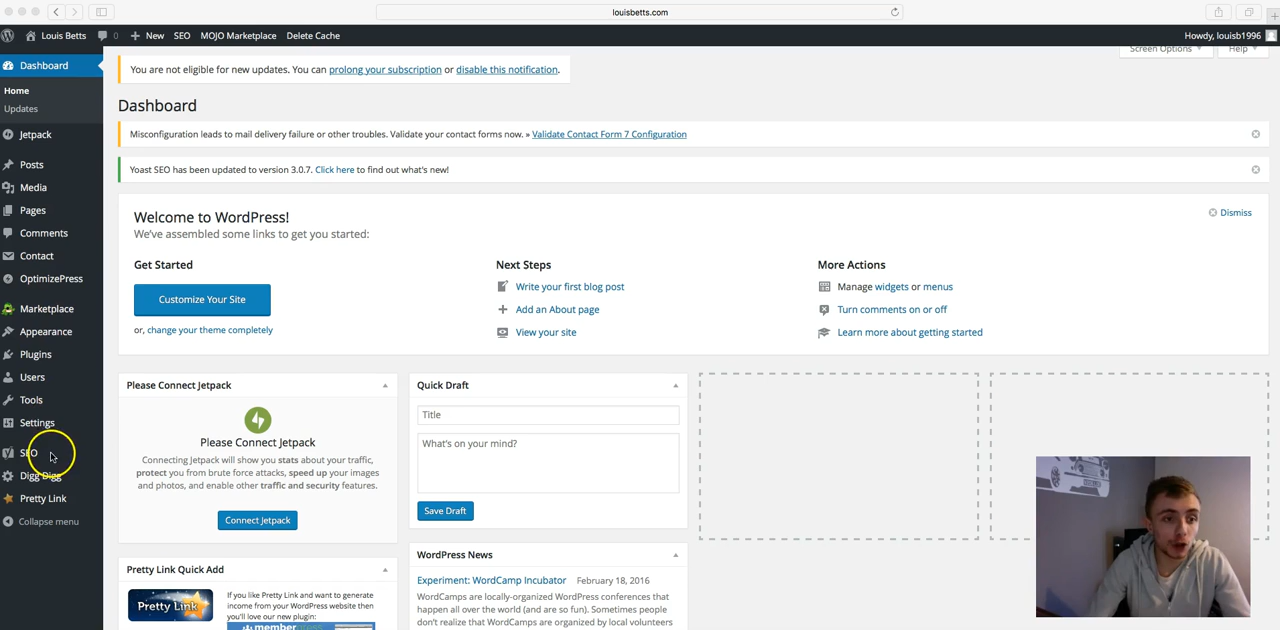 louisbetts.com
Louis Betts 0 New SEO MOJO Marketplace Delete Cache Howdy, louisb1996
Screen Options Help
Dashboard
Home
Updates
Jetpack
Posts
Media
Pages
Comments
Contact
OptimizePress
Marketplace
Appearance
Plugins
Users
Tools
Settings
SEO
Digg Digg
Pretty Link
Collapse menu
You are not eligible for new updates. You can prolong your subscription or disable this notification.
Dashboard
Misconfiguration leads to mail delivery failure or other troubles. Validate your contact forms now. » Validate Contact Form 7 Configuration
Yoast SEO has been updated to version 3.0.7. Click here to find out what's new!
Welcome to WordPress!
Dismiss
We've assembled some links to get you started:
Get Started
Customize Your Site
or, change your theme completely
Next Steps
Write your first blog post
Add an About page
View your site
More Actions
Manage widgets or menus
Turn comments on or off
Learn more about getting started
Please Connect Jetpack
Please Connect Jetpack
Connecting Jetpack will show you stats about your traffic,
protect you from brute force attacks, speed up your images
and photos, and enable other traffic and security features.
Connect Jetpack
Pretty Link Quick Add
Pretty Link
If you like Pretty Link and want to generate
income from your WordPress website then
you'll love our new plugin:
Quick Draft
Title
What's on your mind?
Save Draft
WordPress News
Experiment: WordCamp Incubator February 18, 2016
WordCamps are locally-organized WordPress conferences that
happen all over the world (and are so fun). Sometimes people
don't realize that WordCamps are organized by local volunteers